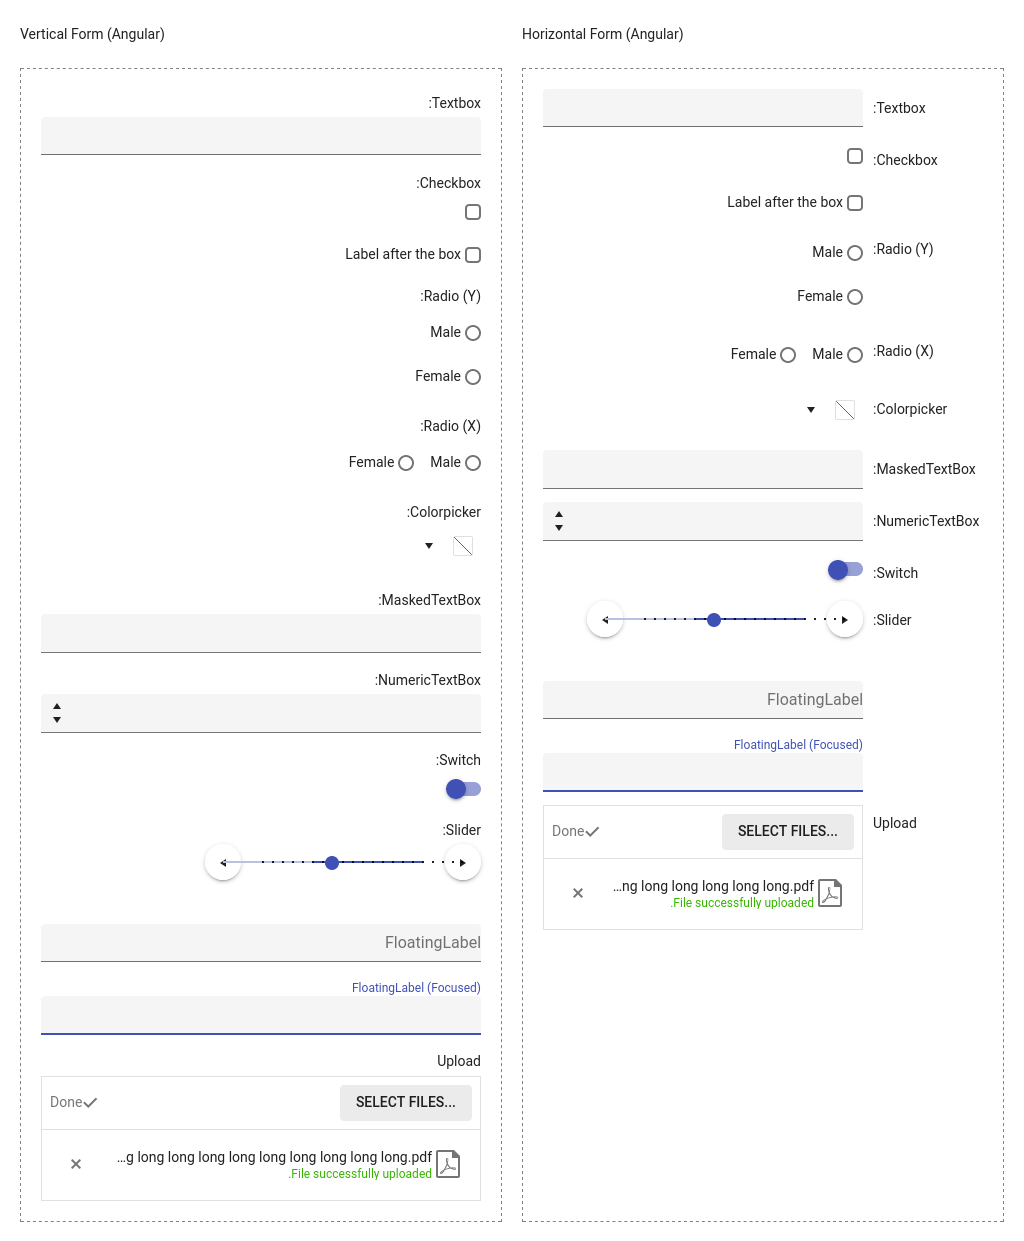 Vertical Form (Angular)
:Textbox
:Checkbox
Label after the box
:Radio (Y)
Male
Female
:Radio (X)
Female Male
:Colorpicker
:MaskedTextBox
:NumericTextBox
:Switch
:Slider
FloatingLabel
FloatingLabel (Focused)
Upload
Done SELECT FILES...
...g long long long long long long long long long.pdf
.File successfully uploaded
Horizontal Form (Angular)
:Textbox
:Checkbox
Label after the box
Male :Radio (Y)
Female
Female Male :Radio (X)
:Colorpicker
:MaskedTextBox
:NumericTextBox
:Switch
:Slider
FloatingLabel
FloatingLabel (Focused)
Upload
Done SELECT FILES...
...ng long long long long long.pdf
.File successfully uploaded